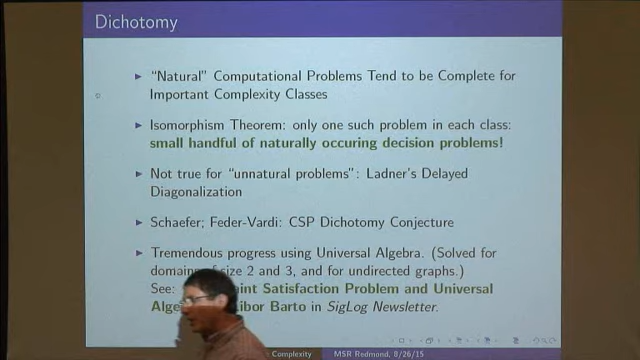 Dichotomy
▶ “Natural” Computational Problems Tend to be Complete for
Important Complexity Classes
▶ Isomorphism Theorem: only one such problem in each class:
small handful of naturally occuring decision problems!
▶ Not true for “unnatural problems”: Ladner's Delayed
Diagonalization
▶ Schaefer; Feder-Vardi: CSP Dichotomy Conjecture
▶ Tremendous progress using Universal Algebra. (Solved for
domains of size 2 and 3, and for undirected graphs.)
See: Satisfaction Problem and Universal
Libor Barto in SigLog Newsletter.
Complexity MSR Redmond, 8/26/15